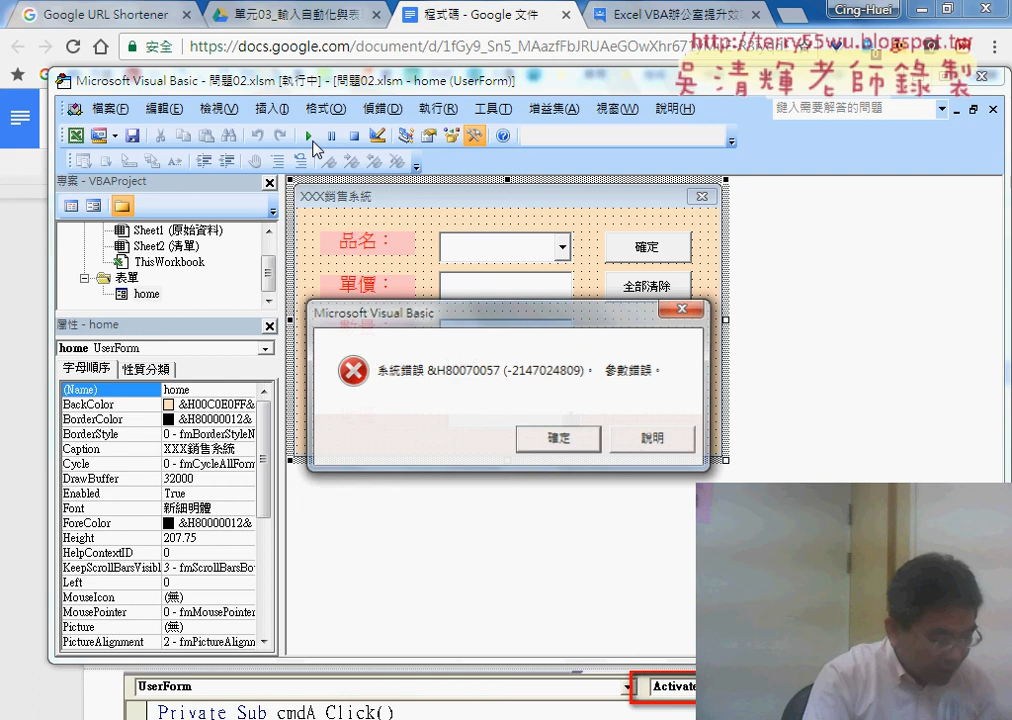 Google URL Shortener
單元03_輸入自動化與表
程式碼 - Google 文件
Excel VBA辦公室提升效
Cing-Huei
安全
https://docs.google.com/document/d/1fGy9_Sn5_MAazfFbJRUAeGOwXhr67
http://terry55wu.blogspot.tw
吳清輝老師錄製
Microsoft Visual Basic - 問題02.xlsm [執行中] - [問題02.xlsm - home (UserForm)]
檔案(F) 編輯(E) 檢視(V) 插入(I) 格式(O) 偵錯(D) 執行(R) 工具(T) 增益集(A) 視窗(W) 說明(H)
鍵入需要解答的問題
專案 - VBAProject
Sheet1 (原始資料)
Sheet2 (清單)
ThisWorkbook
表單
home
屬性 - home
home UserForm
字母順序 性質分類
(Name) home
BackColor &H00C0E0FF&
BorderColor &H80000012&
BorderStyle 0 - fmBorderStyleN
Caption XXX銷售系統
Cycle 0 - fmCycleAllForm
DrawBuffer 32000
Enabled True
Font 新細明體
ForeColor &H80000012&
Height 207.75
HelpContextID 0
KeepScrollBarsVisibl 3 - fmScrollBarsBo
Left 0
MouseIcon (無)
MousePointer 0 - fmMousePointer
Picture (無)
PictureAlignment 2 - fmPictureAlignn
XXX銷售系統
品名：
確定
單價：
全部清除
Microsoft Visual Basic
系統錯誤 &H80070057 (-2147024809)。 參數錯誤。
確定
說明
UserForm
Activate
Private Sub cmdA_Click()